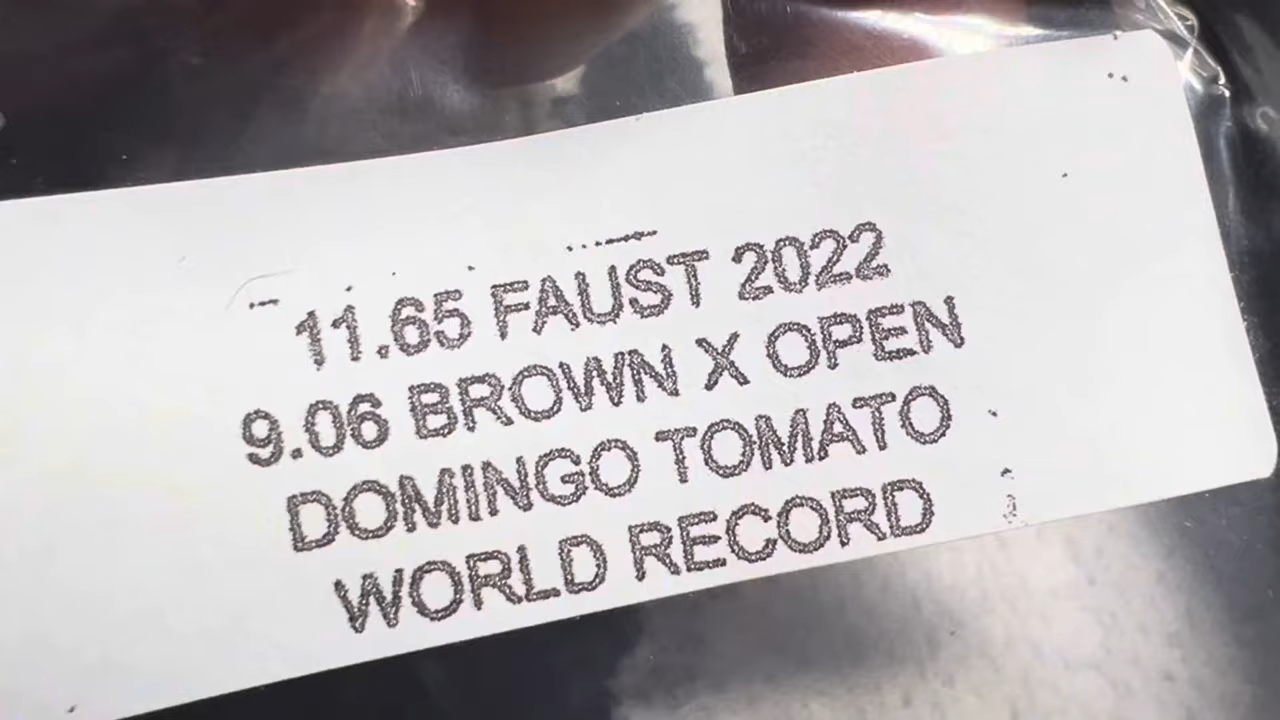 11.65 FAUST 2022
9.06 BROWN X OPEN
DOMINGO TOMATO
WORLD RECORD